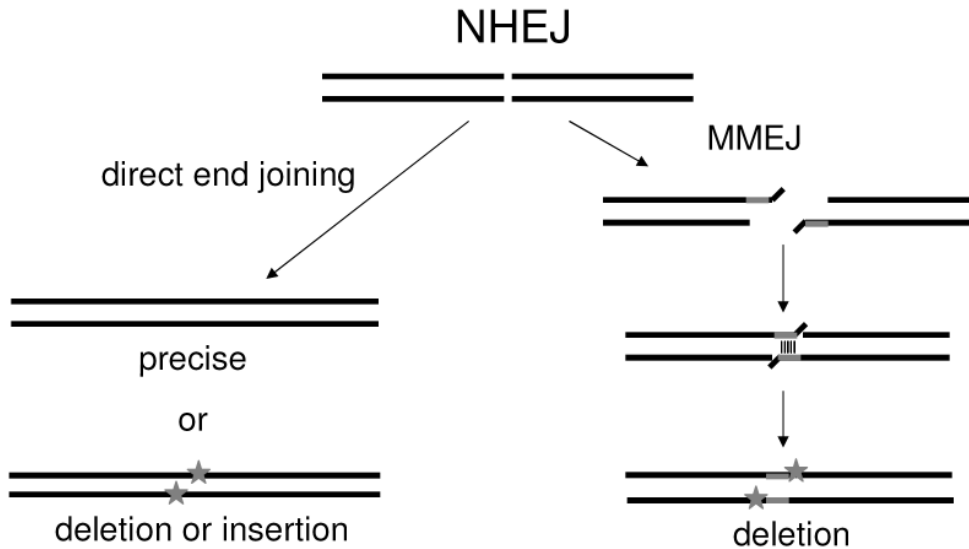 NHEJ
direct end joining
MMEJ
precise
or
deletion or insertion
deletion